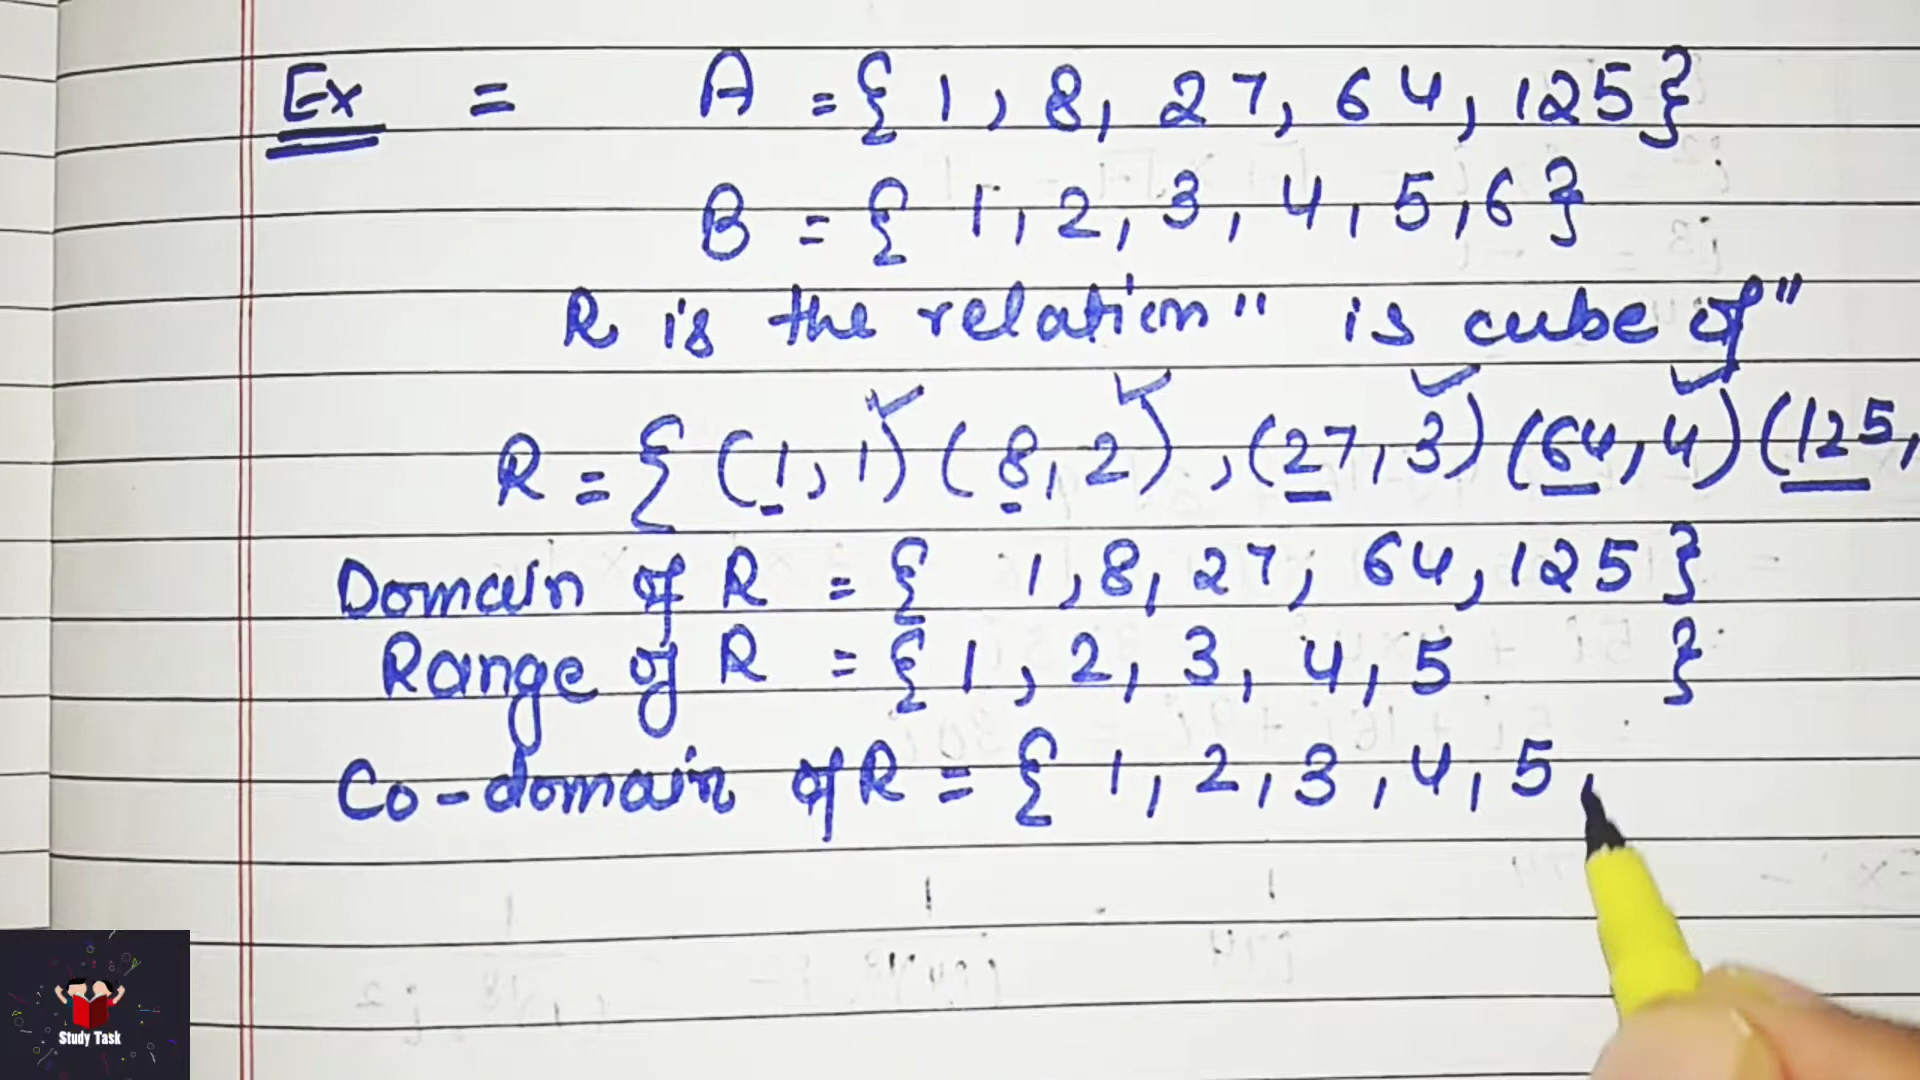 Ex = A = { 1, 8, 27, 64, 125}
B = { 1, 2, 3, 4, 5, 6 }
R is the relation " is cube of "
R = { (1, 1) (8, 2) , (27, 3) (64, 4) (125,
Domain of R = { 1, 8, 27, 64, 125 }
Range of R = { 1, 2, 3, 4, 5 }
Co-domain of R = { 1, 2, 3, 4, 5,
Study Task